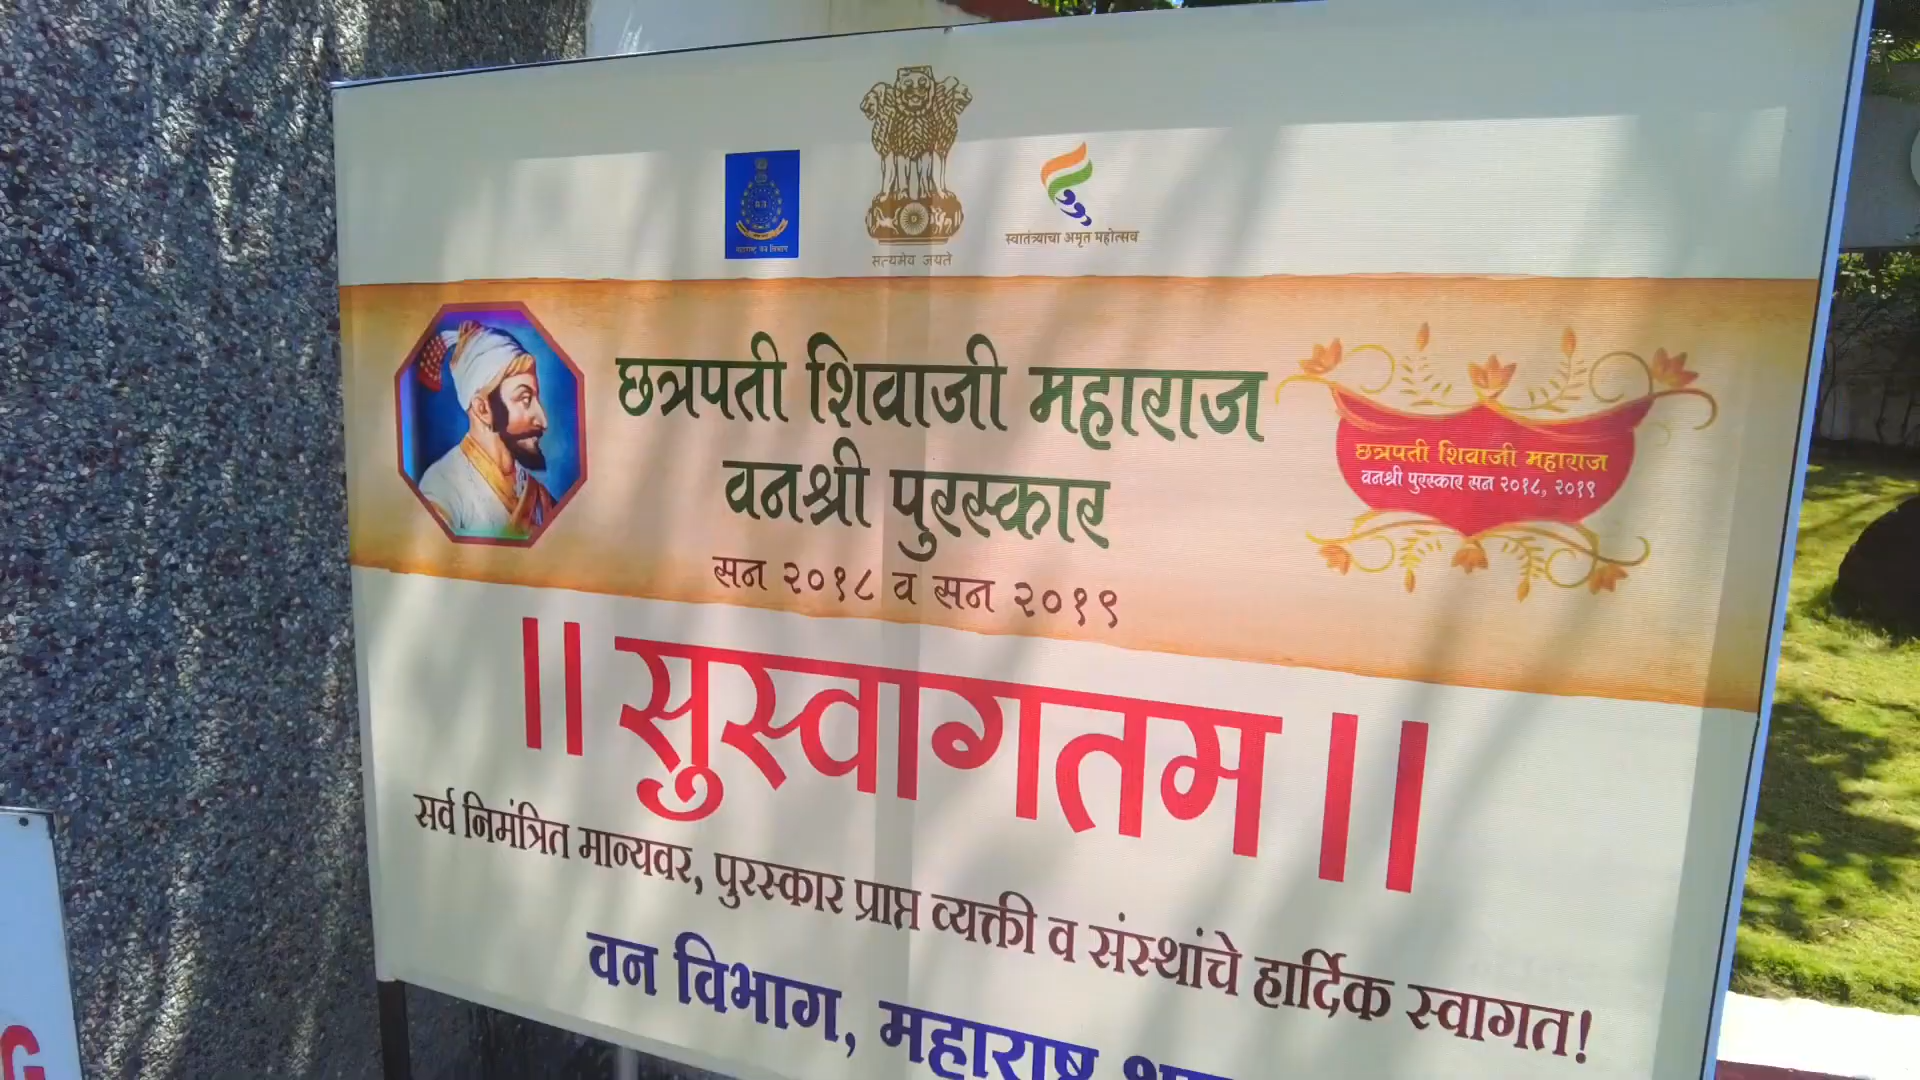 सत्यमेव जयते
स्वातंत्र्याचा अमृत महोत्सव
छत्रपती शिवाजी महाराज
वनश्री पुरस्कार
सन २०१८ व सन २०१९
छत्रपती शिवाजी महाराज
वनश्री पुरस्कार सन २०१८, २०१९
|| सुस्वागतम ||
सर्व निमंत्रित मान्यवर, पुरस्कार प्राप्त व्यक्ती व संस्थांचे हार्दिक स्वागत!
वन विभाग, महाराष्ट्र
G